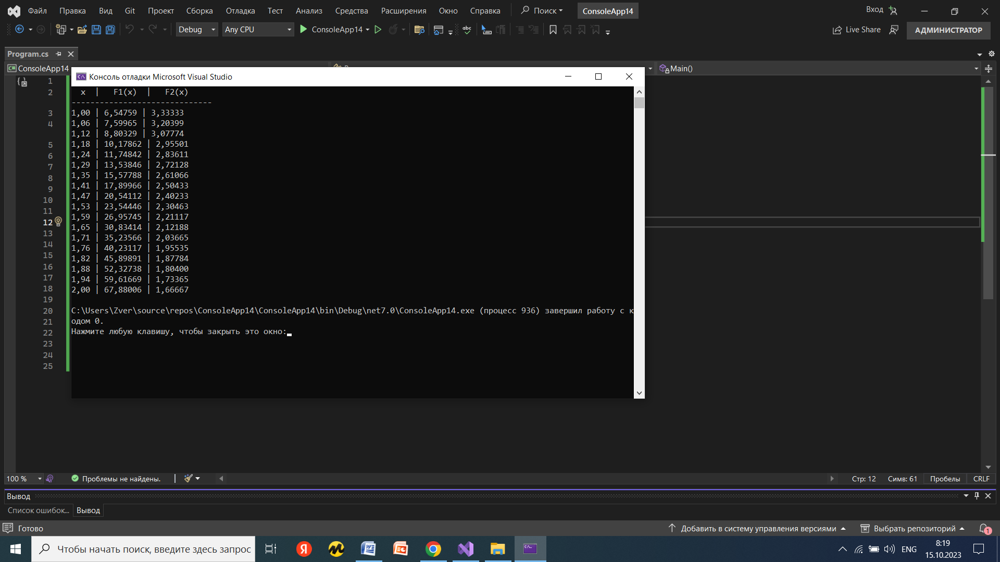 Файл Правка Вид Git Проект Сборка Отладка Тест Анализ Средства Расширения Окно Справка Поиск ConsoleApp14 Вход
Debug Any CPU ConsoleApp14 Live Share АДМИНИСТРАТОР
Program.cs
ConsoleApp14 Main()
Консоль отладки Microsoft Visual Studio
x | F1(x) | F2(x)
------------------------------
1,00 | 6,54759 | 3,33333
1,06 | 7,59965 | 3,20399
1,12 | 8,80329 | 3,07774
1,18 | 10,17862 | 2,95501
1,24 | 11,74842 | 2,83611
1,29 | 13,53846 | 2,72128
1,35 | 15,57788 | 2,61066
1,41 | 17,89966 | 2,50433
1,47 | 20,54112 | 2,40233
1,53 | 23,54446 | 2,30463
1,59 | 26,95745 | 2,21117
1,65 | 30,83414 | 2,12188
1,71 | 35,23566 | 2,03665
1,76 | 40,23117 | 1,95535
1,82 | 45,89891 | 1,87784
1,88 | 52,32738 | 1,80400
1,94 | 59,61669 | 1,73365
2,00 | 67,88006 | 1,66667
C:\Users\Zver\source\repos\ConsoleApp14\ConsoleApp14\bin\Debug\net7.0\ConsoleApp14.exe (процесс 936) завершил работу с к
одом 0.
Нажмите любую клавишу, чтобы закрыть это окно:
1
2
3
4
5
6
7
8
9
10
11
12
13
14
15
16
17
18
19
20
21
22
23
24
25
100 % Проблемы не найдены. Стр: 12 Симв: 61 Пробелы CRLF
Вывод
Список ошибок... Вывод
Готово Добавить в систему управления версиями Выбрать репозиторий 1
Чтобы начать поиск, введите здесь запрос ENG 8:19
15.10.2023